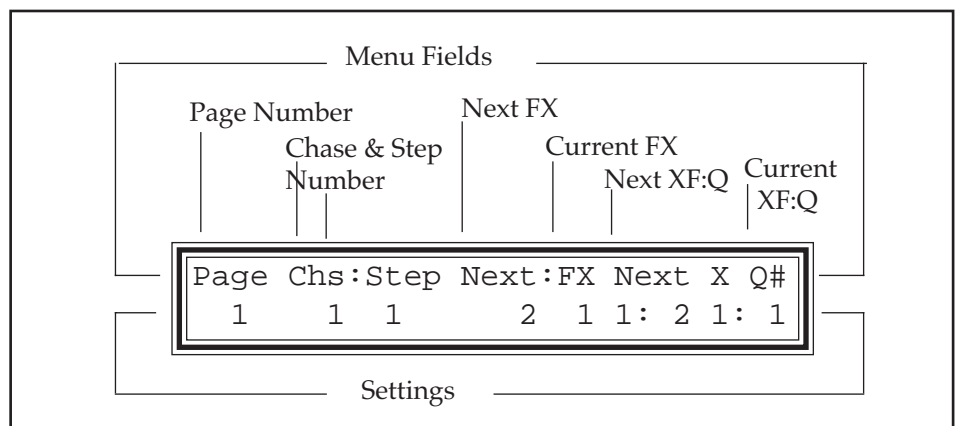 Menu Fields
Page Number
Next FX
Chase & Step
Number
Current FX
Next XF:Q
Current
XF:Q
Page Chs:Step Next:FX Next X Q#
1 1 1 2 1 1: 2 1: 1
Settings